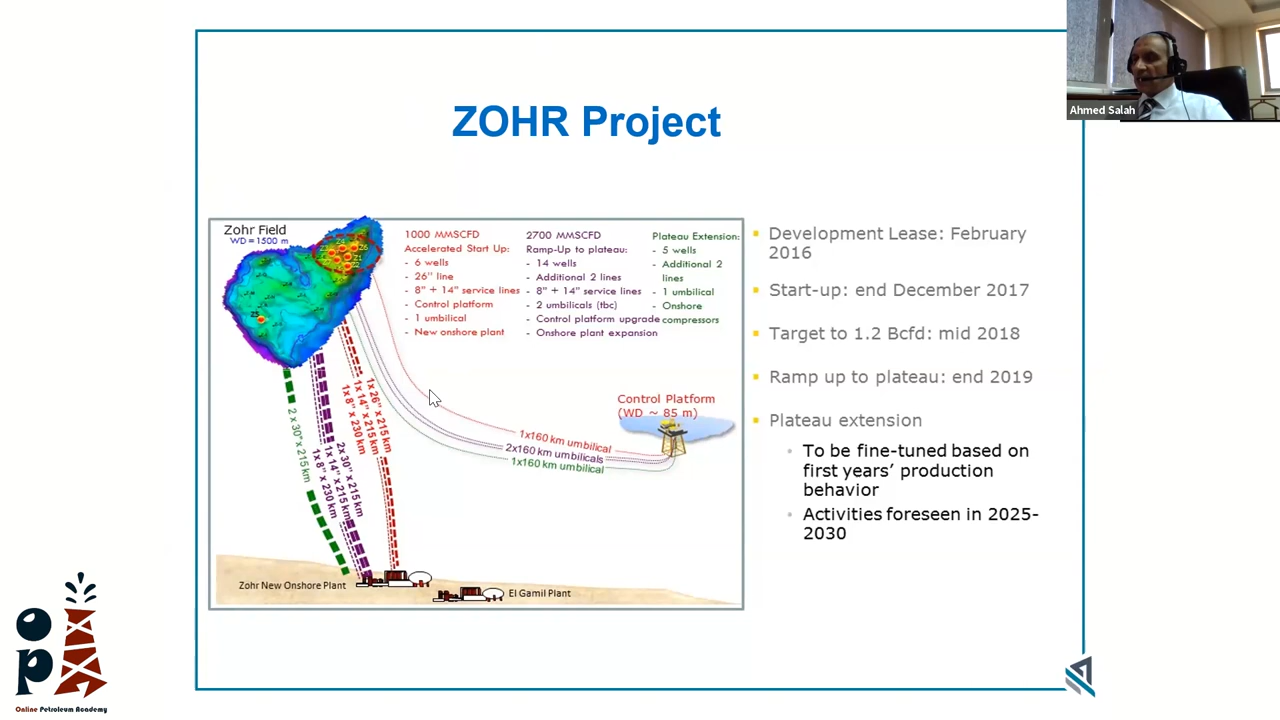 Ahmed Salah
ZOHR Project
Zohr Field
WD = 1500 m
1000 MMSCFD
Accelerated Start Up:
- 6 wells
- 26" line
- 8" + 14" service lines
- Control platform
- 1 umbilical
- New onshore plant
2700 MMSCFD
Ramp-Up to plateau:
- 14 wells
- Additional 2 lines
- 8" + 14" service lines
- 2 umbilicals (tbc)
- Control platform upgrade
- Onshore plant expansion
Plateau Extension:
- 5 wells
- Additional 2
lines
- 1 umbilical
- Onshore
compressors
2 x 30" x 215 km
2x 30" x 215 km
1x 14" x 215 km
1x 8" x 230 km
1x 26" x 215 km
1x 14" x 215 km
1x 8" x 230 km
Control Platform
(WD ~ 85 m)
1x160 km umbilical
2x160 km umbilicals
1x160 km umbilical
Zohr New Onshore Plant
El Gamil Plant
Development Lease: February
2016
Start-up: end December 2017
Target to 1.2 Bcfd: mid 2018
Ramp up to plateau: end 2019
Plateau extension
To be fine-tuned based on
first years’ production
behavior
Activities foreseen in 2025-
2030
OPA
Online Petroleum Academy